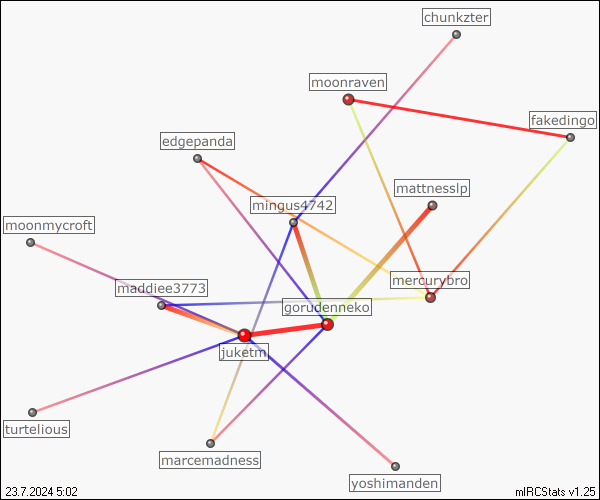 chunkzter
moonraven
fakedingo
edgepanda
mattnesslp
mingus4742
moonmycroft
mercurybro
maddiee3773
gorudenneko
juketm
turtelious
marcemadness
yoshimanden
23.7.2024 5:02
mIRCStats v1.25